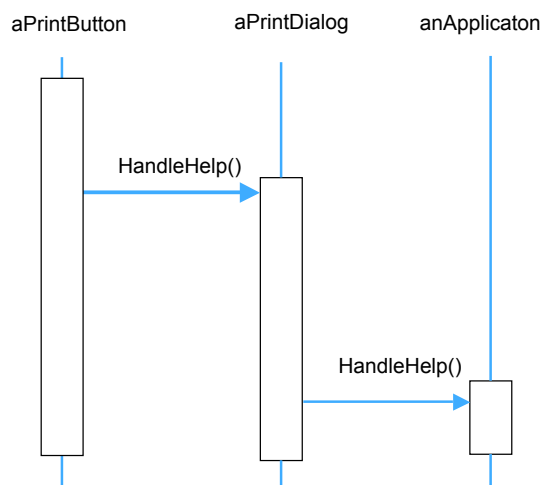 aPrintButton
aPrintDialog
anApplicaton
HandleHelp()
HandleHelp()